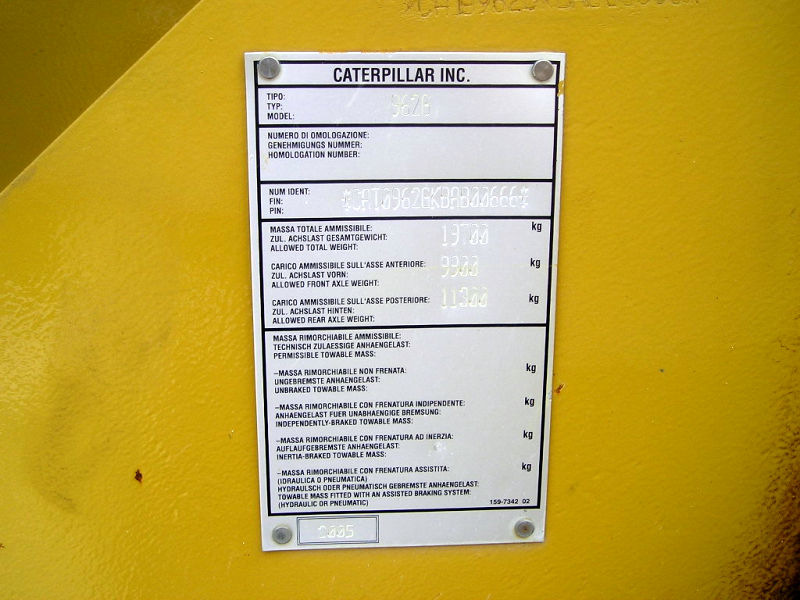 CATERPILLAR INC.
TIPO:
TYP:
MODEL: 962G
NUMERO DI OMOLOGAZIONE:
GENEHMIGUNGS NUMMER:
HOMOLOGATION NUMBER:
NUM IDENT:
FIN:
PIN:
MASSA TOTALE AMMISSIBILE:
ZUL. ACHSLAST GESAMTGEWICHT: 19700 kg
ALLOWED TOTAL WEIGHT:
CARICO AMMISSIBILE SULL'ASSE ANTERIORE:
ZUL. ACHSLAST VORN: 9900 kg
ALLOWED FRONT AXLE WEIGHT:
CARICO AMMISSIBILE SULL'ASSE POSTERIORE: 11300 kg
ZUL. ACHSLAST HINTEN:
ALLOWED REAR AXLE WEIGHT:
MASSA RIMORCHIABILE AMMISSIBILE:
TECHNISCH ZULAESSIGE ANHAENGELAST:
PERMISSIBLE TOWABLE MASS:
–MASSA RIMORCHIABILE NON FRENATA: kg
UNGEBREMSTE ANHAENGELAST:
UNBRAKED TOWABLE MASS:
–MASSA RIMORCHIABILE CON FRENATURA INDIPENDENTE: kg
ANHAENGELAST FUER UNABHAENGIGE BREMSUNG:
INDEPENDENTLY-BRAKED TOWABLE MASS:
–MASSA RIMORCHIABILE CON FRENATURA AD INERZIA: kg
AUFLAUFGEBREMSTE ANHAENGELAST:
INERTIA-BRAKED TOWABLE MASS:
–MASSA RIMORCHIABILE CON FRENATURA ASSISTITA: kg
(IDRAULICA O PNEUMATICA)
HYDRAULSCH ODER PNEUMATISCH GEBREMSTE ANHAENGELAST:
TOWABLE MASS FITTED WITH AN ASSISTED BRAKING SYSTEM:
(HYDRAULIC OR PNEUMATIC) 159-7342 02